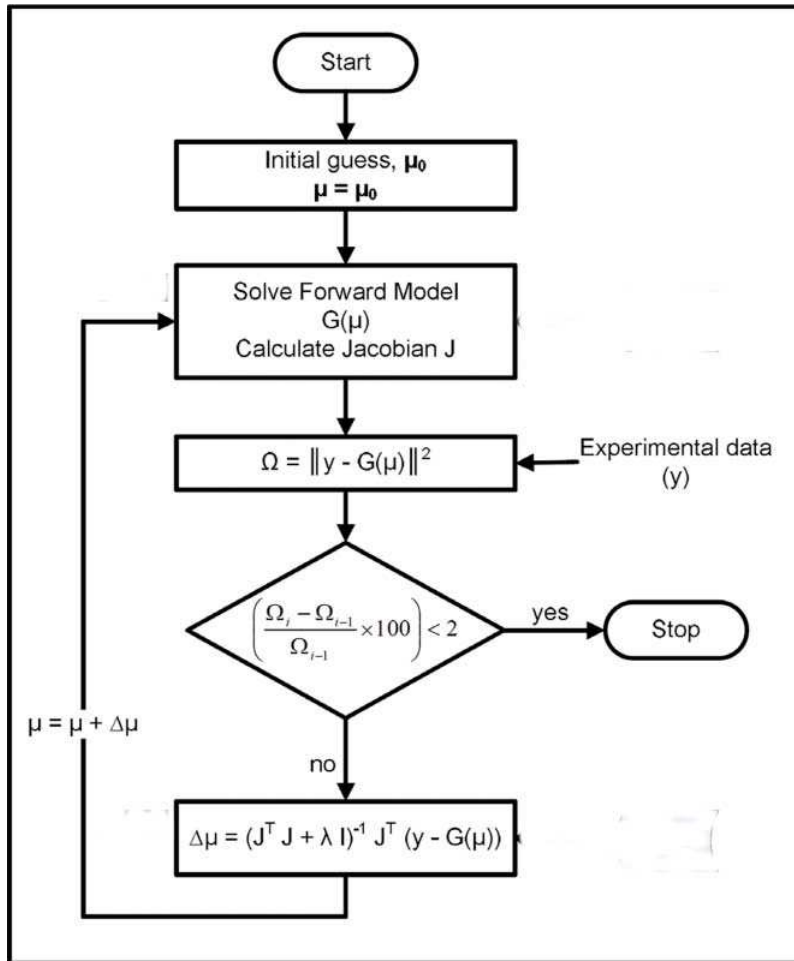 Start
Initial guess, μ₀
μ = μ₀
Solve Forward Model
G(μ)
Calculate Jacobian J
Ω = ‖y - G(μ)‖²
Experimental data
(y)
(Ωᵢ − Ωᵢ₋₁ / Ωᵢ₋₁ ×100) < 2
yes
Stop
μ = μ + Δμ
no
Δμ = (Jᵀ J + λ I)⁻¹ Jᵀ (y - G(μ))